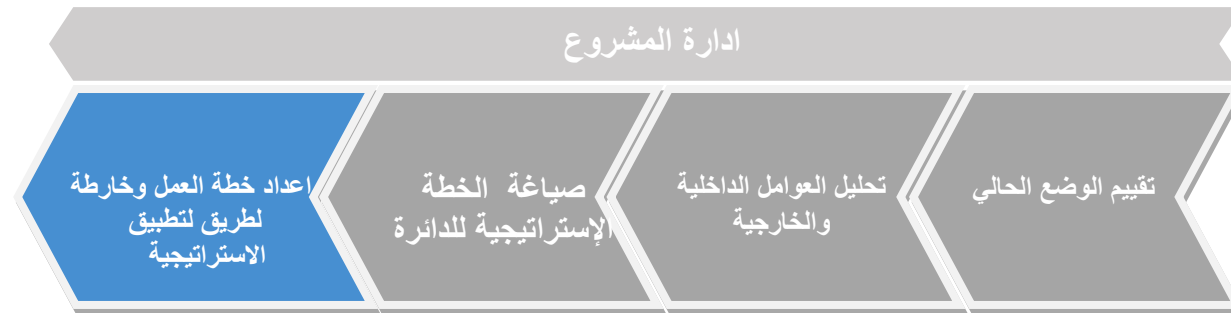 ادارة المشروع
تقييم الوضع الحالي
تحليل العوامل الداخلية
والخارجية
صياغة الخطة
الإستراتيجية للدائرة
اعداد خطة العمل وخارطة
لطريق لتطبيق
الاستراتيجية